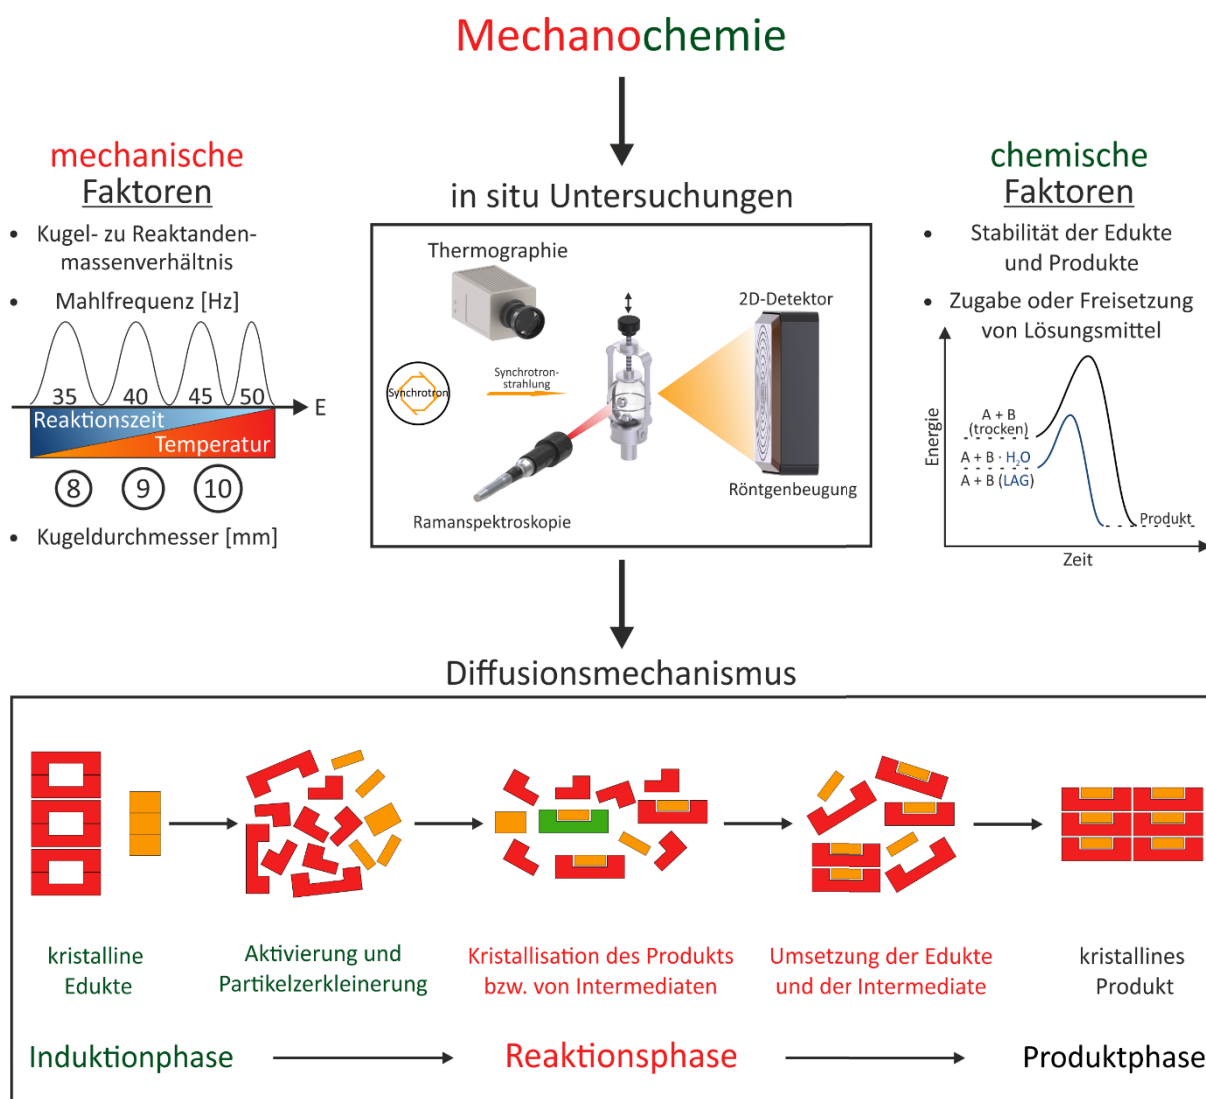 Mechanochemie
mechanische
Faktoren
• Kugel- zu Reaktanden-
massenverhältnis
• Mahlfrequenz [Hz]
35 40 45 50
E
Reaktionszeit
Temperatur
8 9 10
• Kugeldurchmesser [mm]
in situ Untersuchungen
Thermographie
2D-Detektor
Synchrotron
Synchrotron-
strahlung
Röntgenbeugung
Ramanspektroskopie
chemische
Faktoren
• Stabilität der Edukte
und Produkte
• Zugabe oder Freisetzung
von Lösungsmittel
Energie
A + B
(trocken)
A + B · H₂O
A + B (LAG)
Produkt
Zeit
Diffusionsmechanismus
kristalline
Edukte
Aktivierung und
Partikelzerkleinerung
Kristallisation des Produkts
bzw. von Intermediaten
Umsetzung der Edukte
und der Intermediate
kristallines
Produkt
Induktionphase
Reaktionsphase
Produktphase